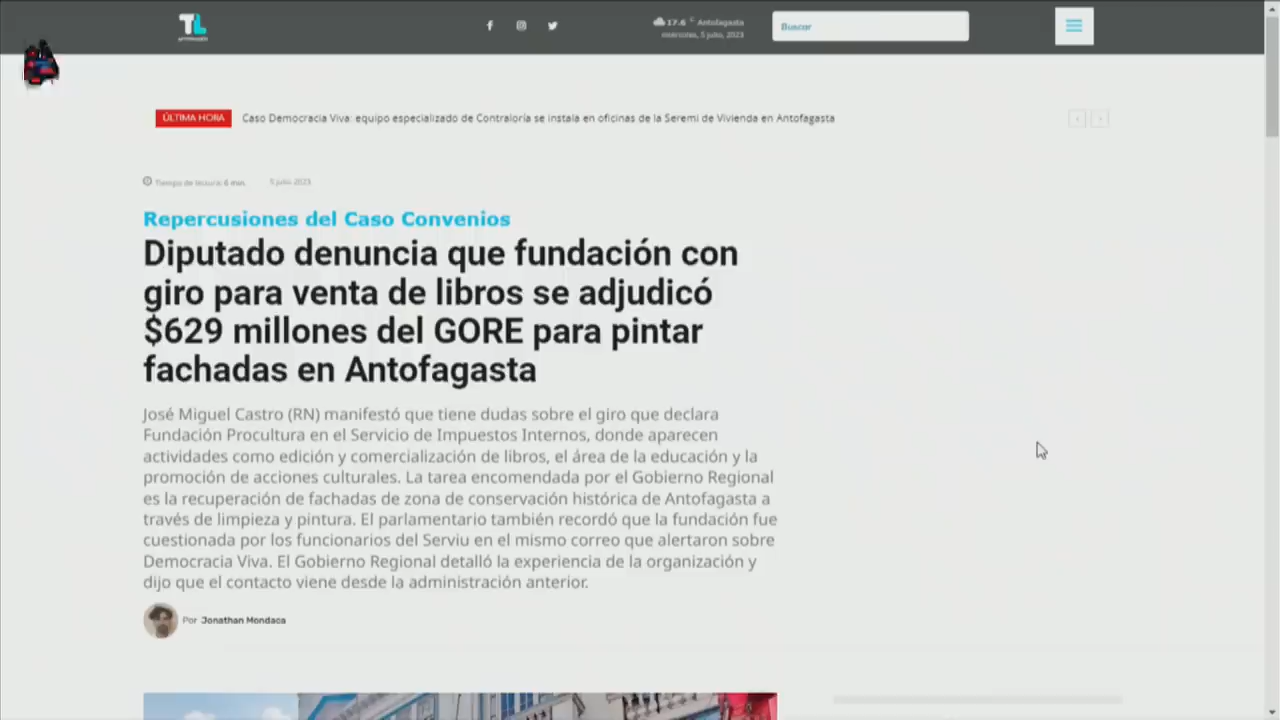 TL
17.6 C Antofagasta
miércoles, 5 julio, 2023
Buscar
ÚLTIMA HORA Caso Democracia Viva: equipo especializado de Contraloría se instala en oficinas de la Seremi de Vivienda en Antofagasta
Tiempo de lectura: 6 min. 5 julio 2023
Repercusiones del Caso Convenios
Diputado denuncia que fundación con
giro para venta de libros se adjudicó
$629 millones del GORE para pintar
fachadas en Antofagasta
José Miguel Castro (RN) manifestó que tiene dudas sobre el giro que declara
Fundación Procultura en el Servicio de Impuestos Internos, donde aparecen
actividades como edición y comercialización de libros, el área de la educación y la
promoción de acciones culturales. La tarea encomendada por el Gobierno Regional
es la recuperación de fachadas de zona de conservación histórica de Antofagasta a
través de limpieza y pintura. El parlamentario también recordó que la fundación fue
cuestionada por los funcionarios del Serviu en el mismo correo que alertaron sobre
Democracia Viva. El Gobierno Regional detalló la experiencia de la organización y
dijo que el contacto viene desde la administración anterior.
Por Jonathan Mondaca